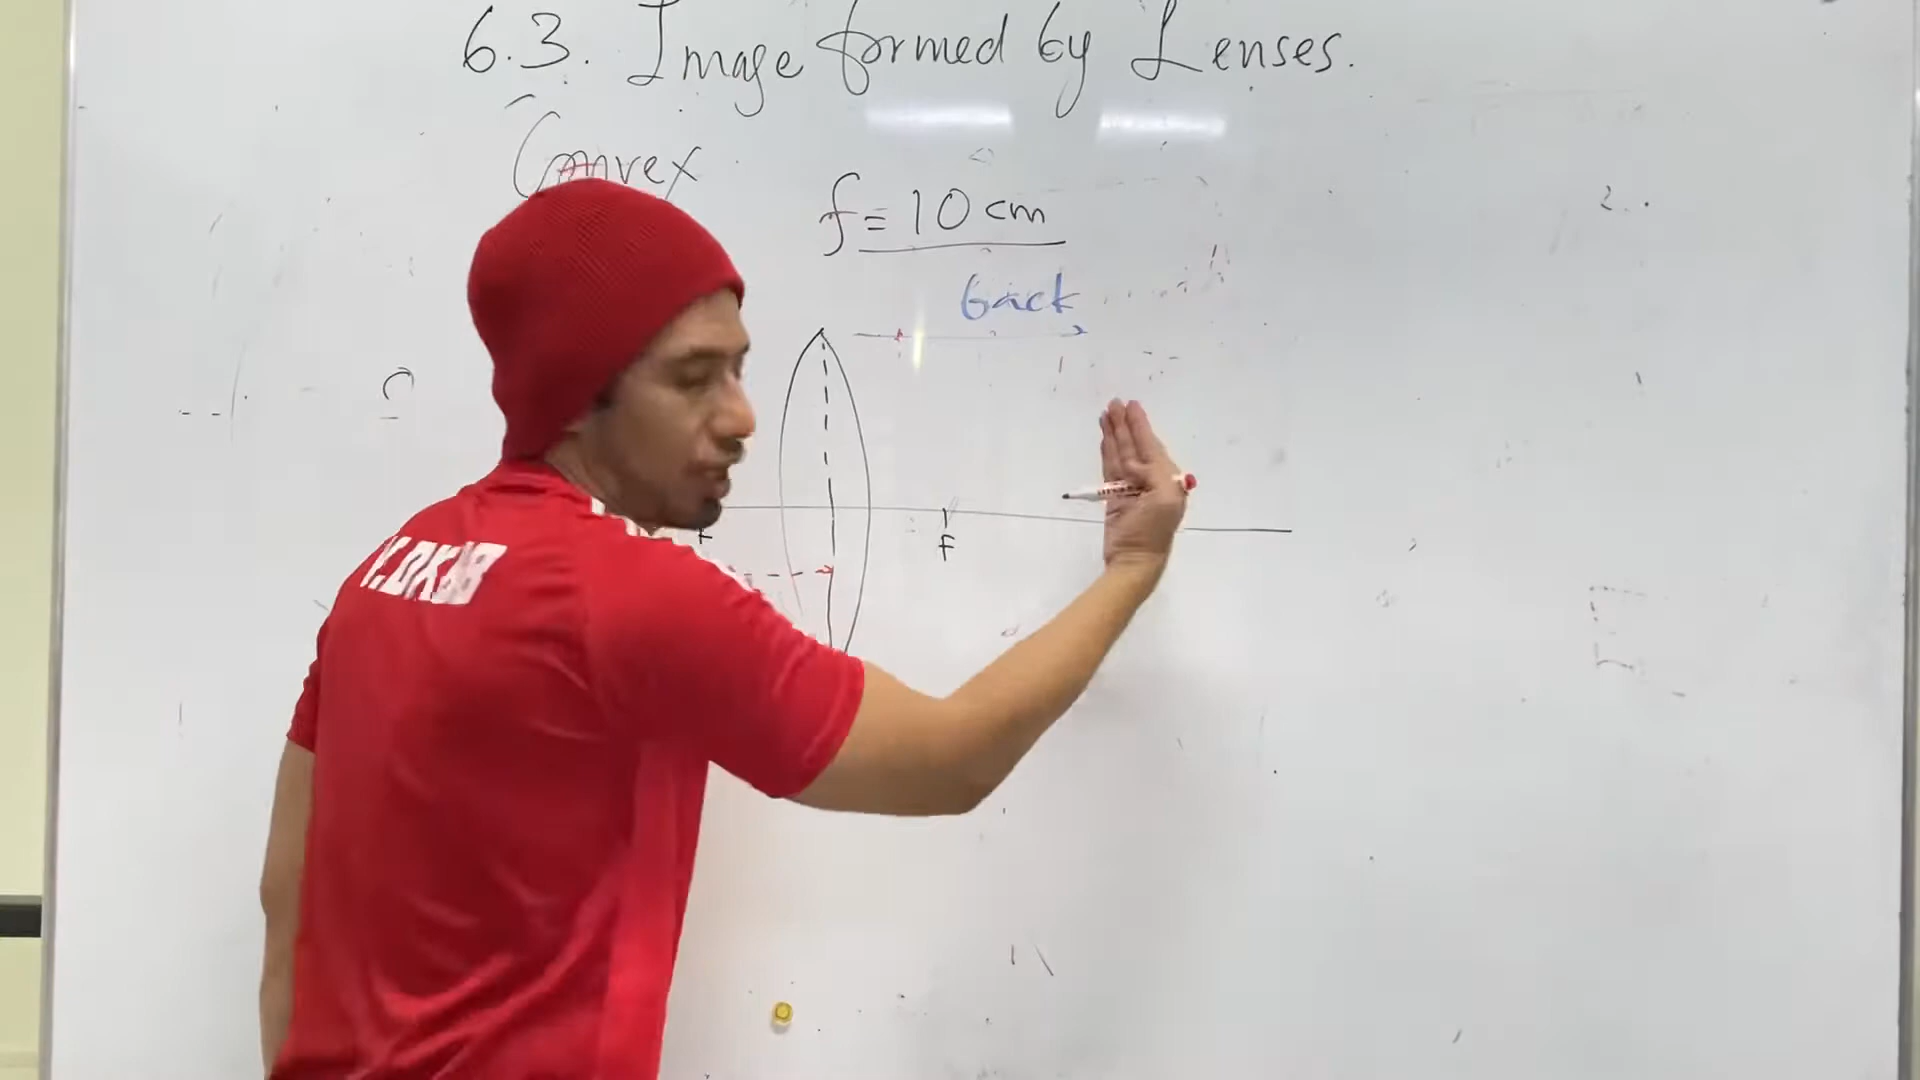 6.3. Image formed by Lenses.
Convex
f = 10 cm
back
F
F